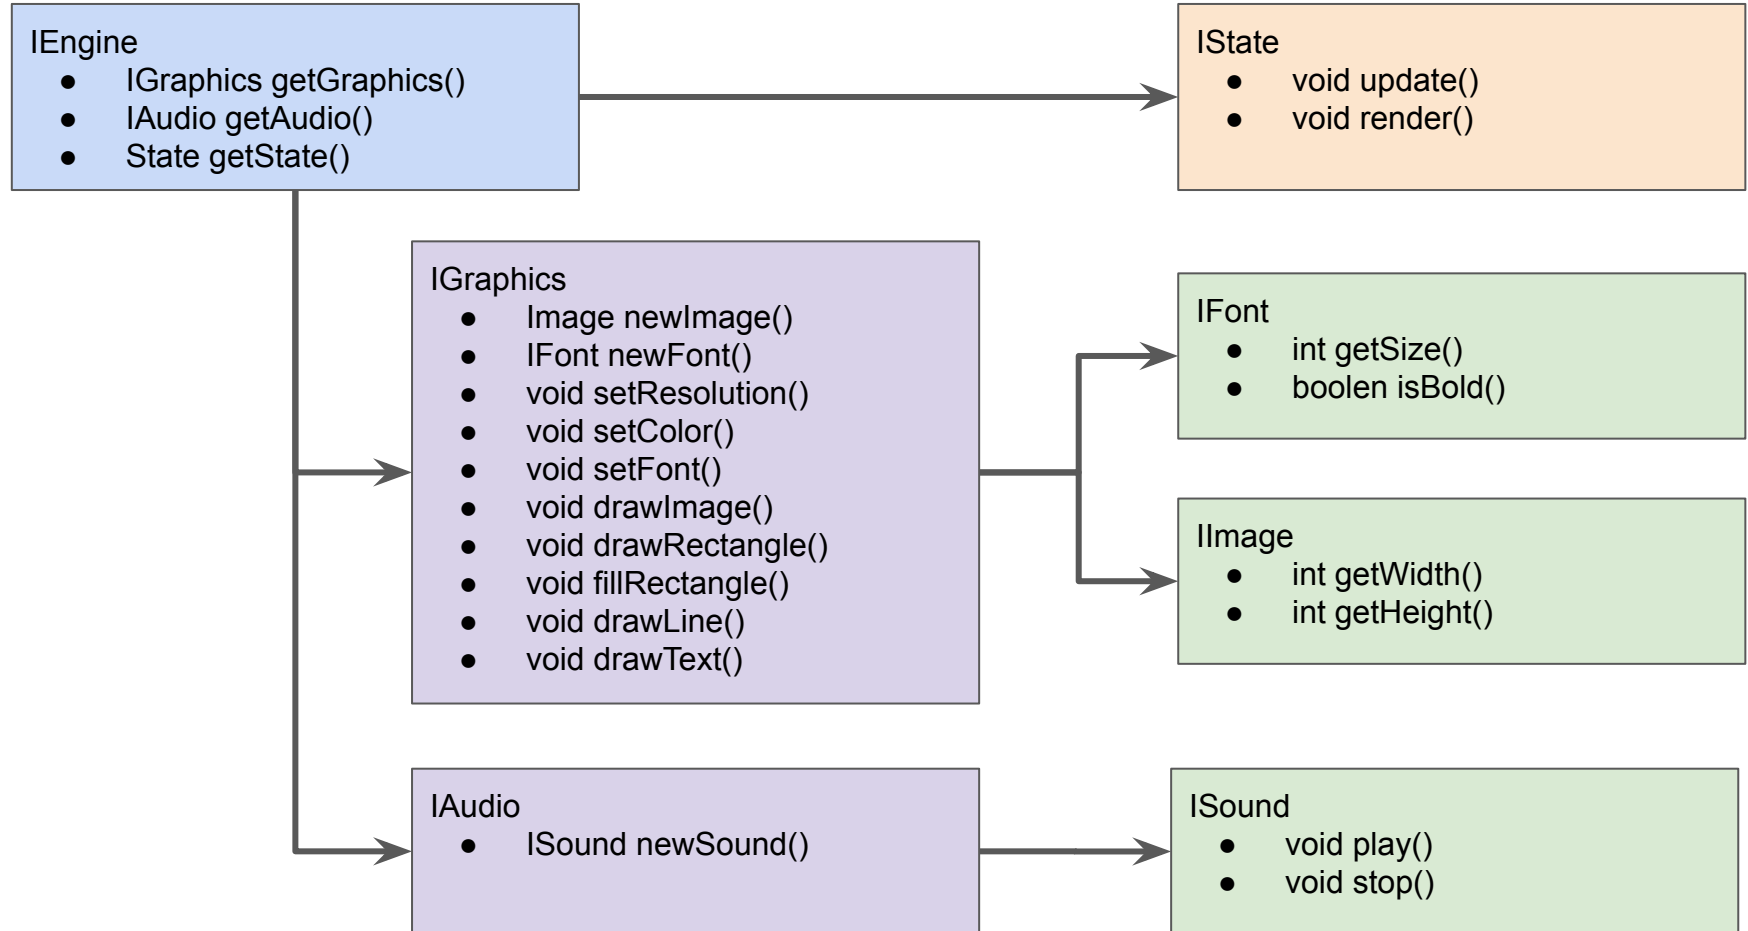 IEngine
● IGraphics getGraphics()
● IAudio getAudio()
● State getState()
IState
● void update()
● void render()
IGraphics
● Image newImage()
● IFont newFont()
● void setResolution()
● void setColor()
● void setFont()
● void drawImage()
● void drawRectangle()
● void fillRectangle()
● void drawLine()
● void drawText()
IFont
● int getSize()
● boolen isBold()
IImage
● int getWidth()
● int getHeight()
IAudio
● ISound newSound()
ISound
● void play()
● void stop()